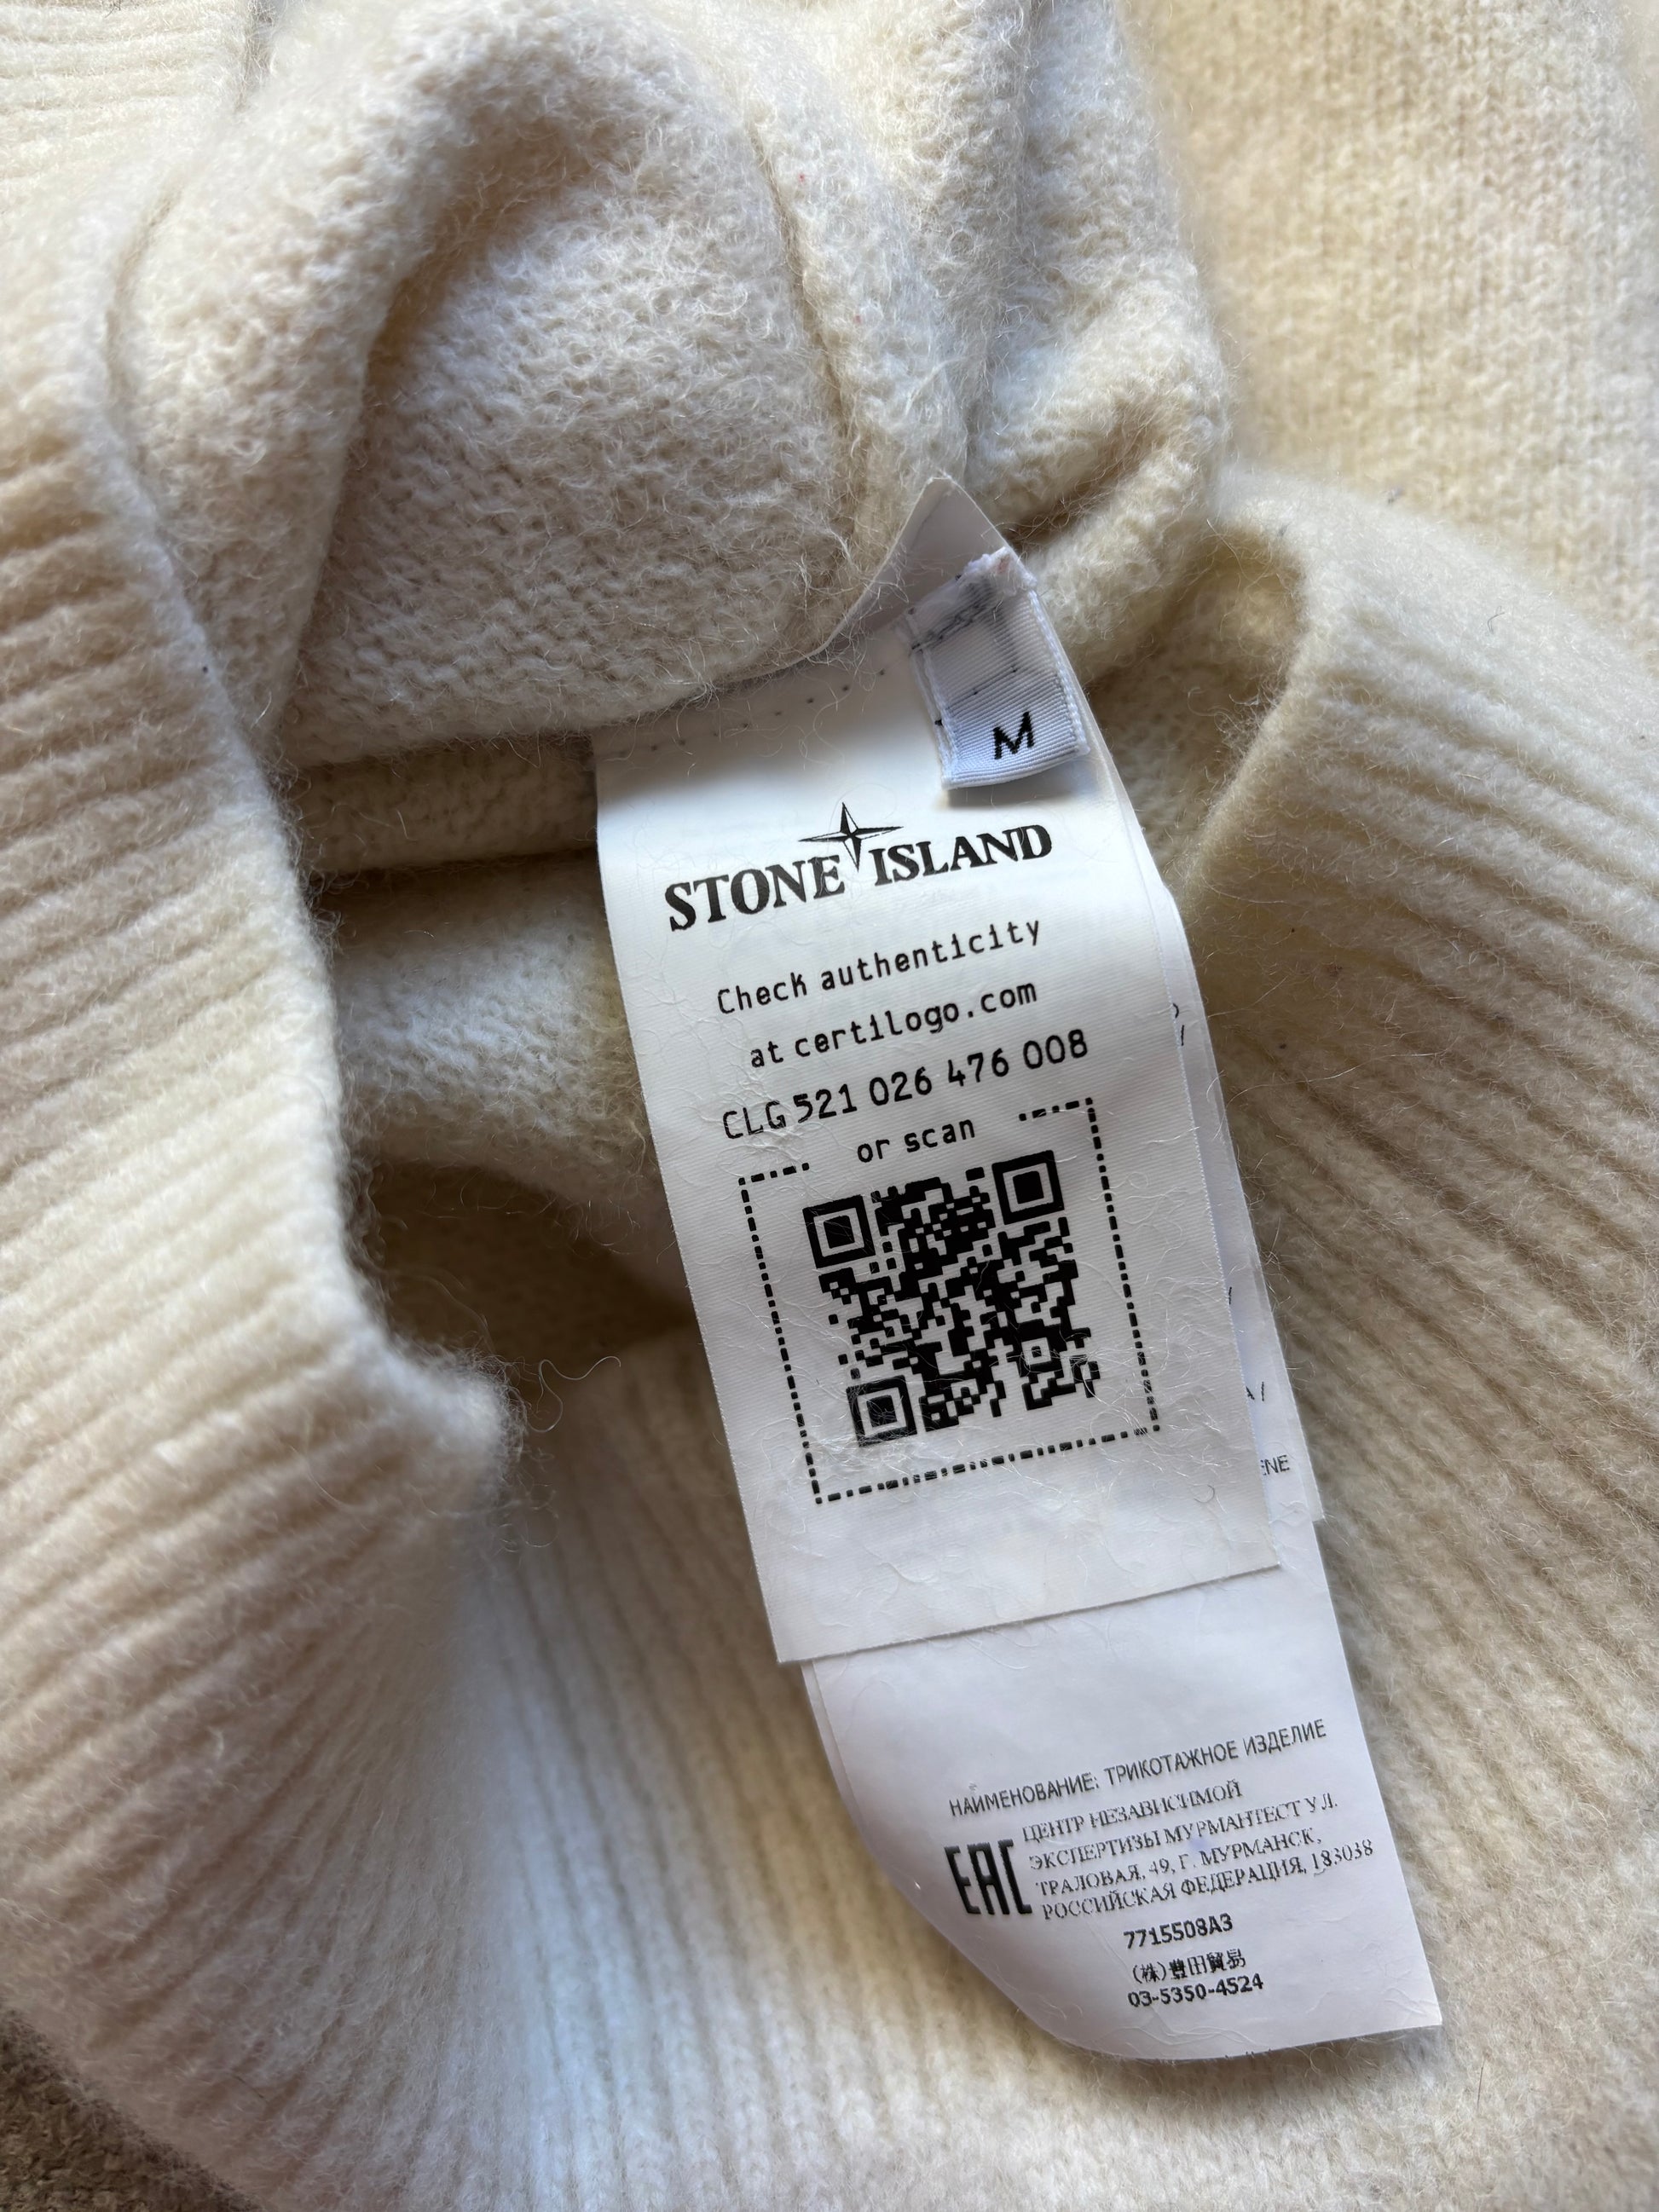 M
STONE ISLAND
Check authenticity
at certilogo.com
CLG 521 026 476 008
or scan
НАИМЕНОВАНИЕ: ТРИКОТАЖНОЕ ИЗДЕЛИЕ
EAC
ЦЕНТР НЕЗАВИСИМОЙ
ЭКСПЕРТИЗЫ МУРМАНТЕСТ УЛ.
ТРАЛОВАЯ, 49, Г. МУРМАНСК,
РОССИЙСКАЯ ФЕДЕРАЦИЯ, 183038
7715508A3
(株)豊田貿易
03-5350-4524